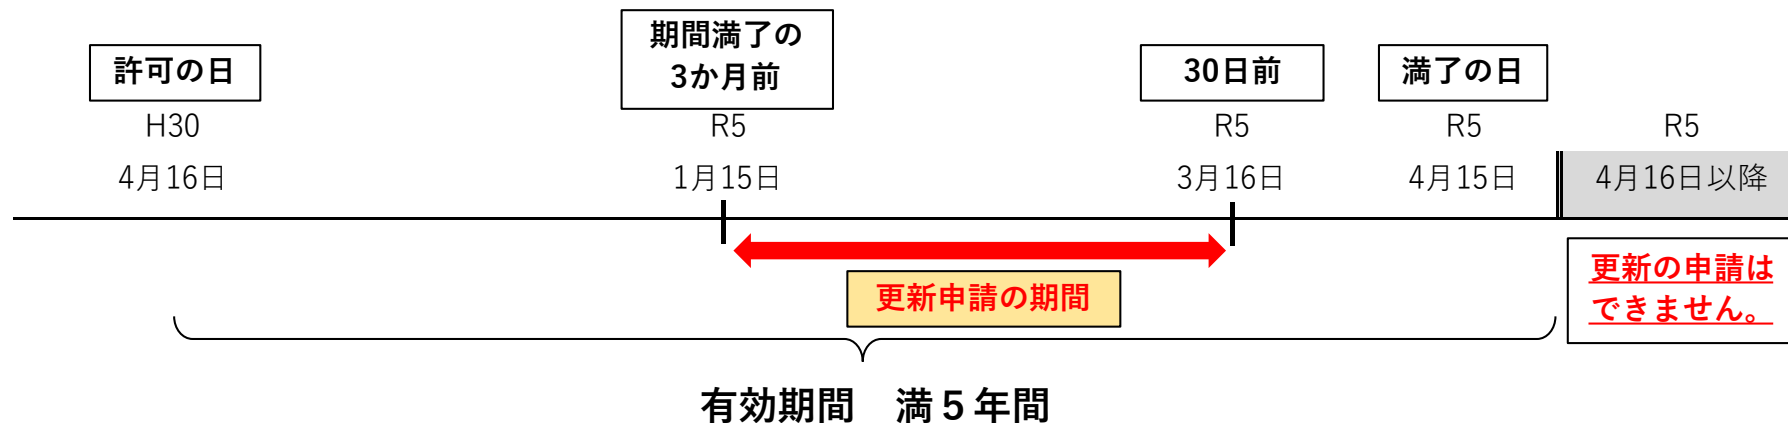 許可の日
H30
4月16日
期間満了の
3か月前
R5
1月15日
30日前
R5
3月16日
満了の日
R5
4月15日
R5
4月16日以降
更新申請の期間
更新の申請は
できません。
有効期間　満５年間